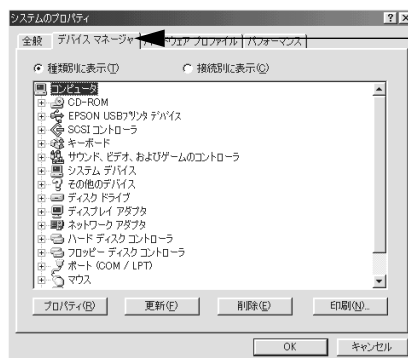 システムのプロパティ
全般 デバイス マネージャ ハードウェア プロファイル パフォーマンス
種類別に表示(T) 接続別に表示(C)
コンピュータ
CD-ROM
EPSON USBプリンタ デバイス
SCSI コントローラ
キーボード
サウンド、ビデオ、およびゲームのコントローラ
システム デバイス
その他のデバイス
ディスク ドライブ
ディスプレイ アダプタ
ネットワーク アダプタ
ハード ディスク コントローラ
フロッピー ディスク コントローラ
ポート (COM / LPT)
マウス
プロパティ(R) 更新(F) 削除(E) 印刷(N)...
OK キャンセル